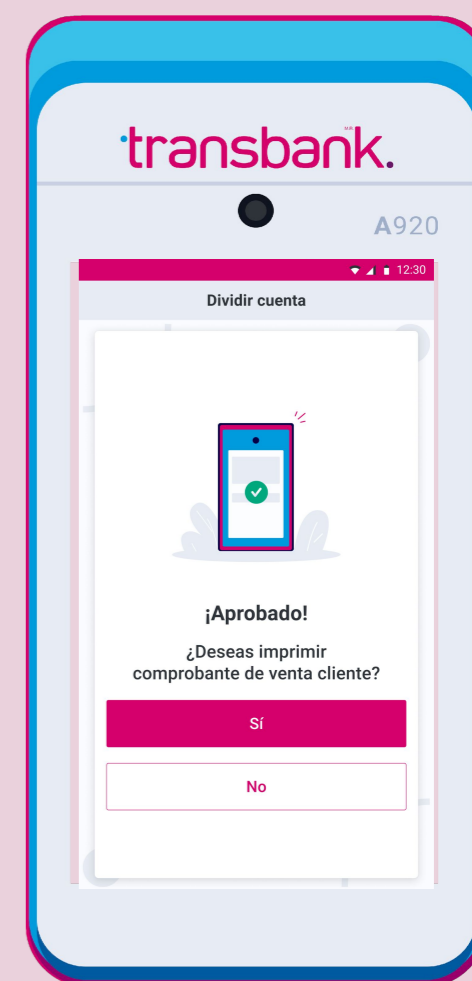 transbank.
A920
12:30
Dividir cuenta
¡Aprobado!
¿Deseas imprimir
comprobante de venta cliente?
Sí
No